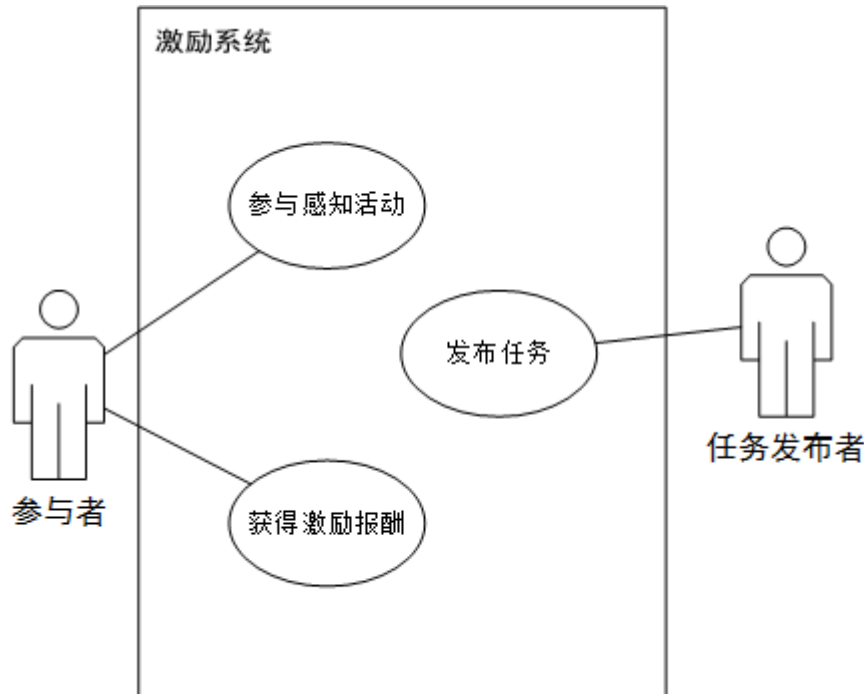 激励系统
参与感知活动
发布任务
任务发布者
参与者
获得激励报酬